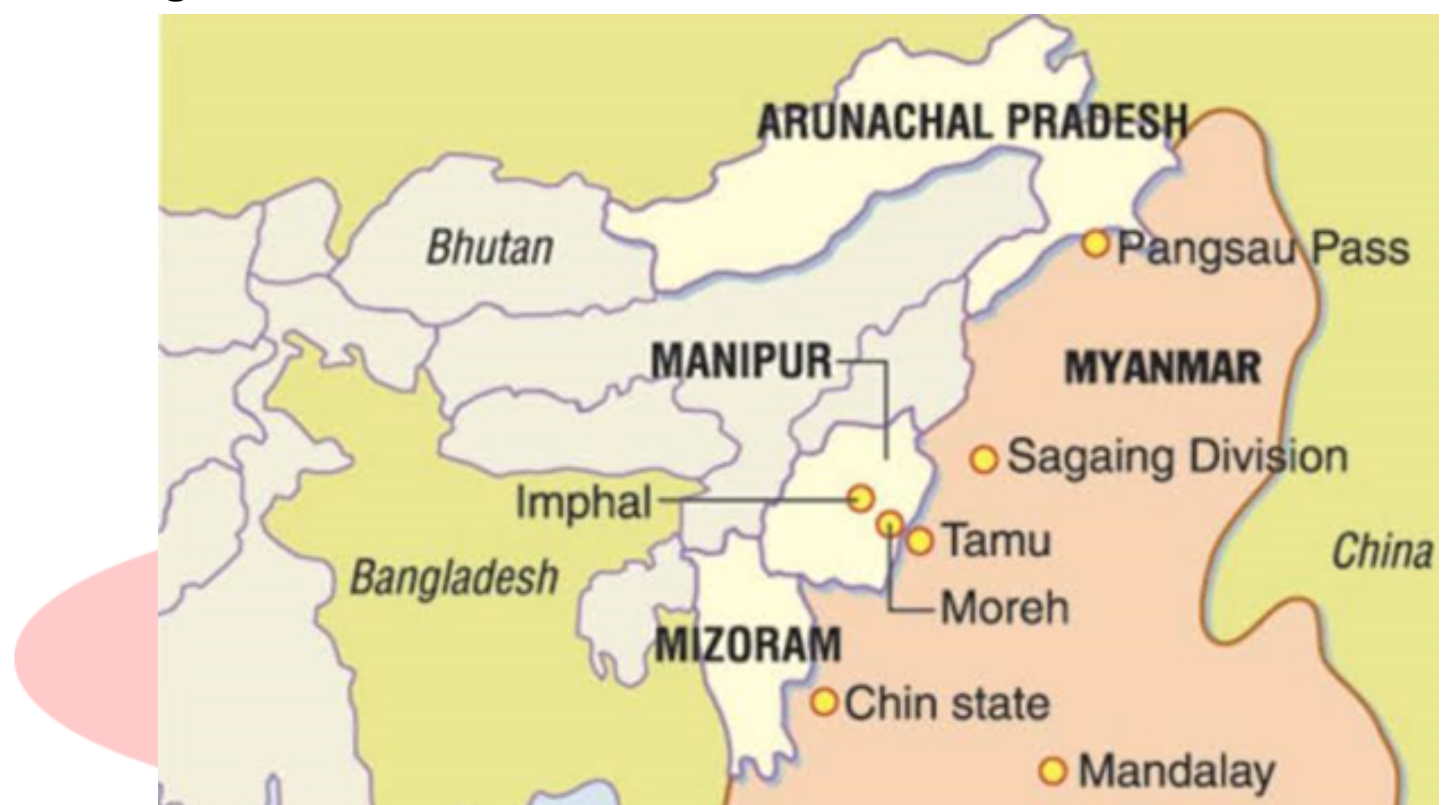 ARUNACHAL PRADESH
Bhutan
Pangsau Pass
MANIPUR
MYANMAR
Sagaing Division
Imphal
Tamu
China
Bangladesh
Moreh
MIZORAM
Chin state
Mandalay